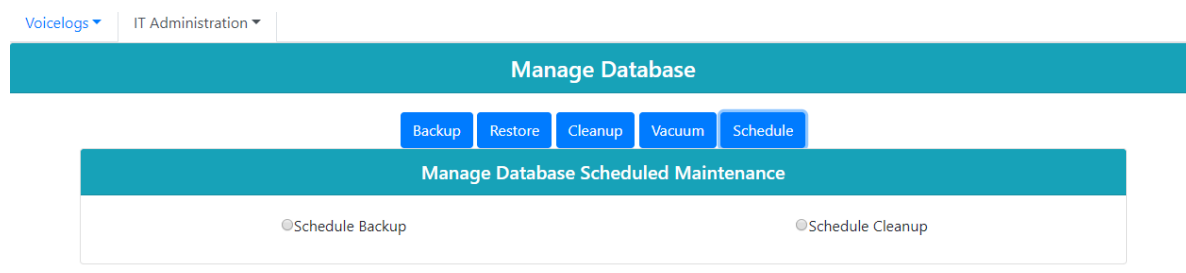 Voicelogs IT Administration
Manage Database
Backup Restore Cleanup Vacuum Schedule
Manage Database Scheduled Maintenance
Schedule Backup Schedule Cleanup